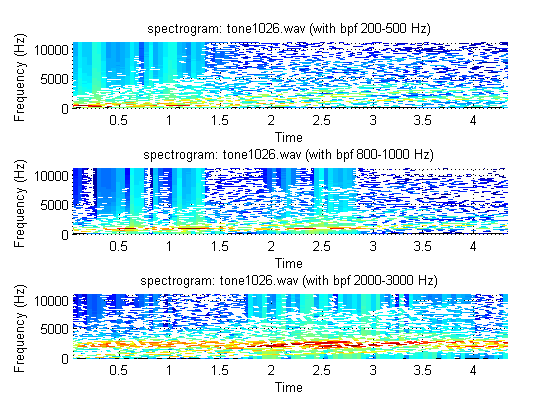 spectrogram: tone1026.wav (with bpf 200-500 Hz)
Frequency (Hz)
10000
5000
0
0.5 1 1.5 2 2.5 3 3.5 4
Time
spectrogram: tone1026.wav (with bpf 800-1000 Hz)
Frequency (Hz)
10000
5000
0
0.5 1 1.5 2 2.5 3 3.5 4
Time
spectrogram: tone1026.wav (with bpf 2000-3000 Hz)
Frequency (Hz)
10000
5000
0
0.5 1 1.5 2 2.5 3 3.5 4
Time